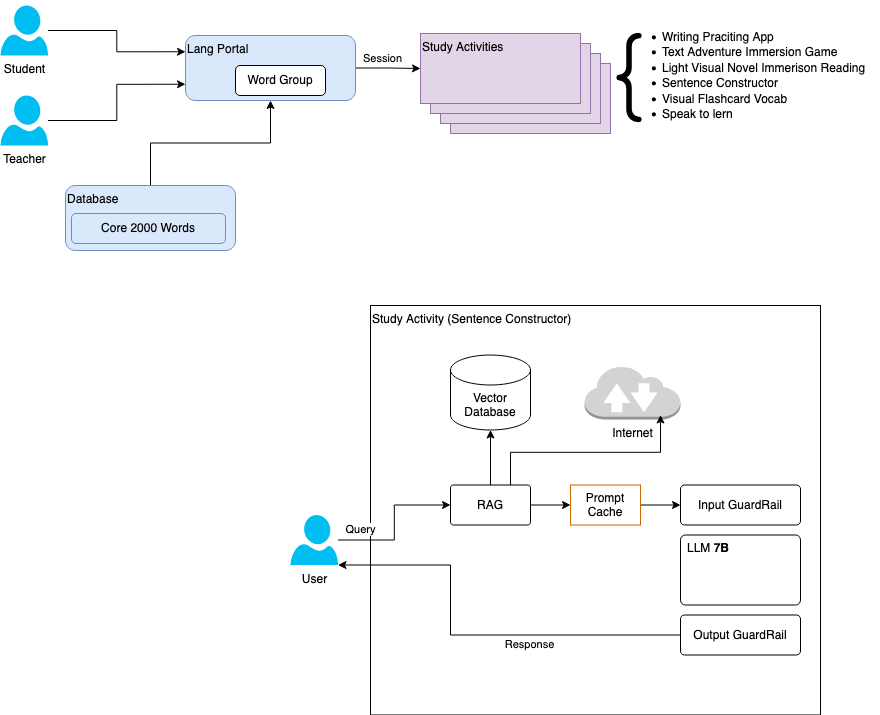 Student
Teacher
Lang Portal
Word Group
Session
Study Activities
• Writing Praciting App
• Text Adventure Immersion Game
• Light Visual Novel Immerison Reading
• Sentence Constructor
• Visual Flashcard Vocab
• Speak to lern
Database
Core 2000 Words
Study Activity (Sentence Constructor)
Vector
Database
Internet
Query
RAG
Prompt
Cache
Input GuardRail
LLM 7B
User
Output GuardRail
Response